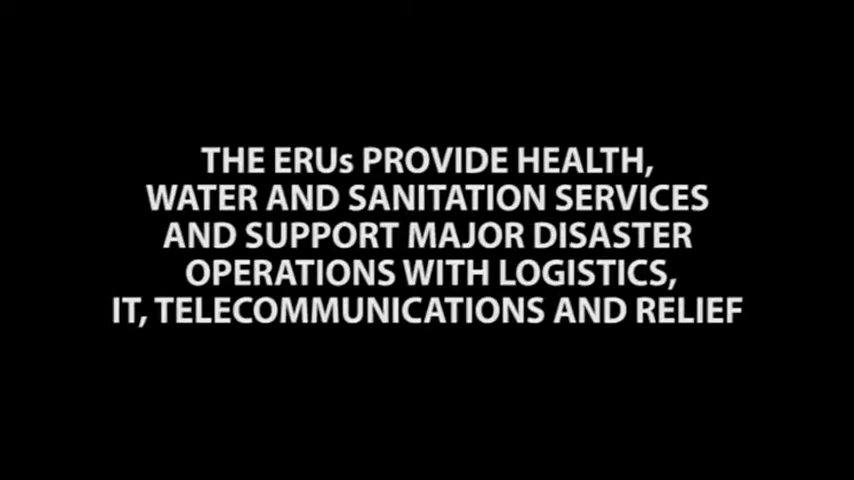 THE ERUs PROVIDE HEALTH,
WATER AND SANITATION SERVICES
AND SUPPORT MAJOR DISASTER
OPERATIONS WITH LOGISTICS,
IT, TELECOMMUNICATIONS AND RELIEF